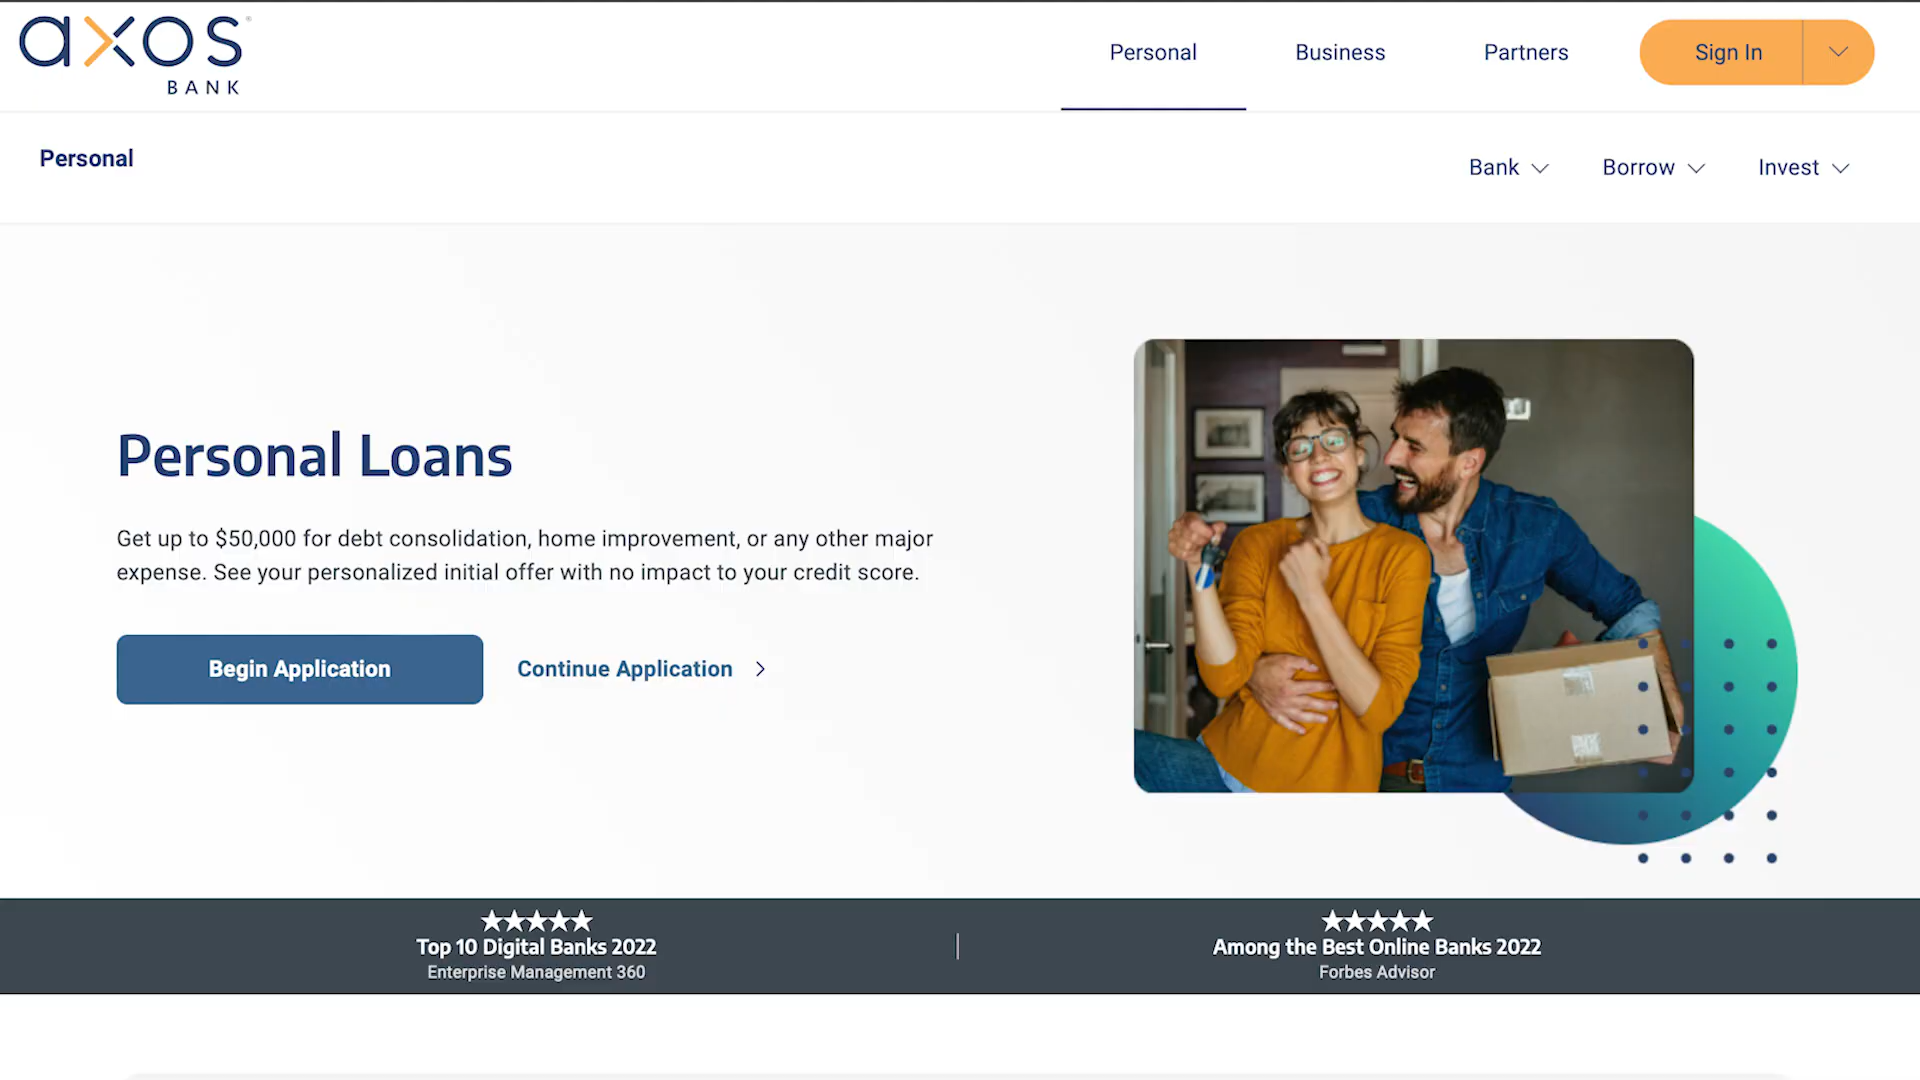 axos
BANK
Personal
Business
Partners
Sign In
Personal
Bank
Borrow
Invest
Personal Loans
Get up to $50,000 for debt consolidation, home improvement, or any other major
expense. See your personalized initial offer with no impact to your credit score.
Begin Application
Continue Application
Top 10 Digital Banks 2022
Enterprise Management 360
Among the Best Online Banks 2022
Forbes Advisor